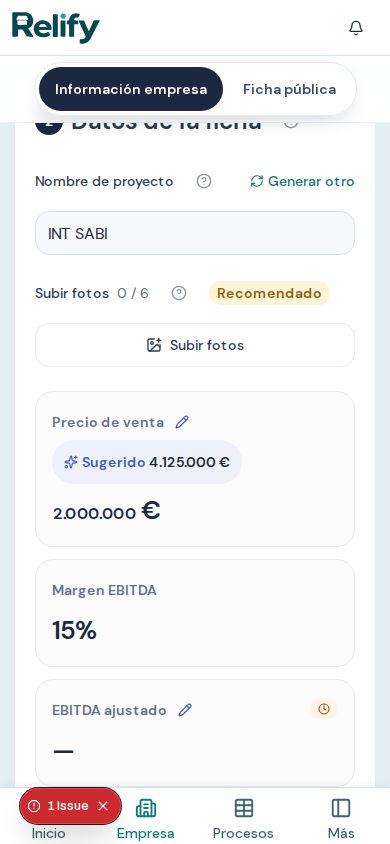 Relify
Información empresa
Ficha pública
2 Datos de la ficha
Nombre de proyecto
Generar otro
INT SABI
Subir fotos 0 / 6 Recomendado
Subir fotos
Precio de venta
Sugerido 4.125.000 €
2.000.000 €
Margen EBITDA
15%
EBITDA ajustado
—
1 Issue
Inicio
Empresa
Procesos
Más